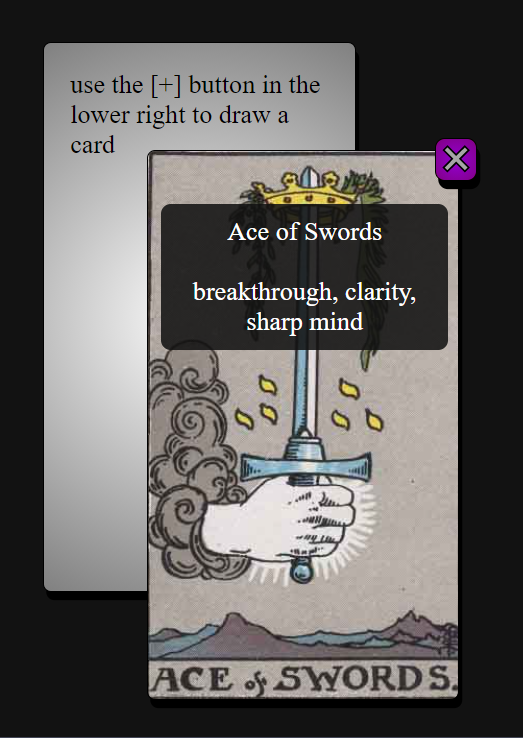 use the [+] button in the
lower right to draw a
card
Ace of Swords
breakthrough, clarity,
sharp mind
ACE of SWORDS.